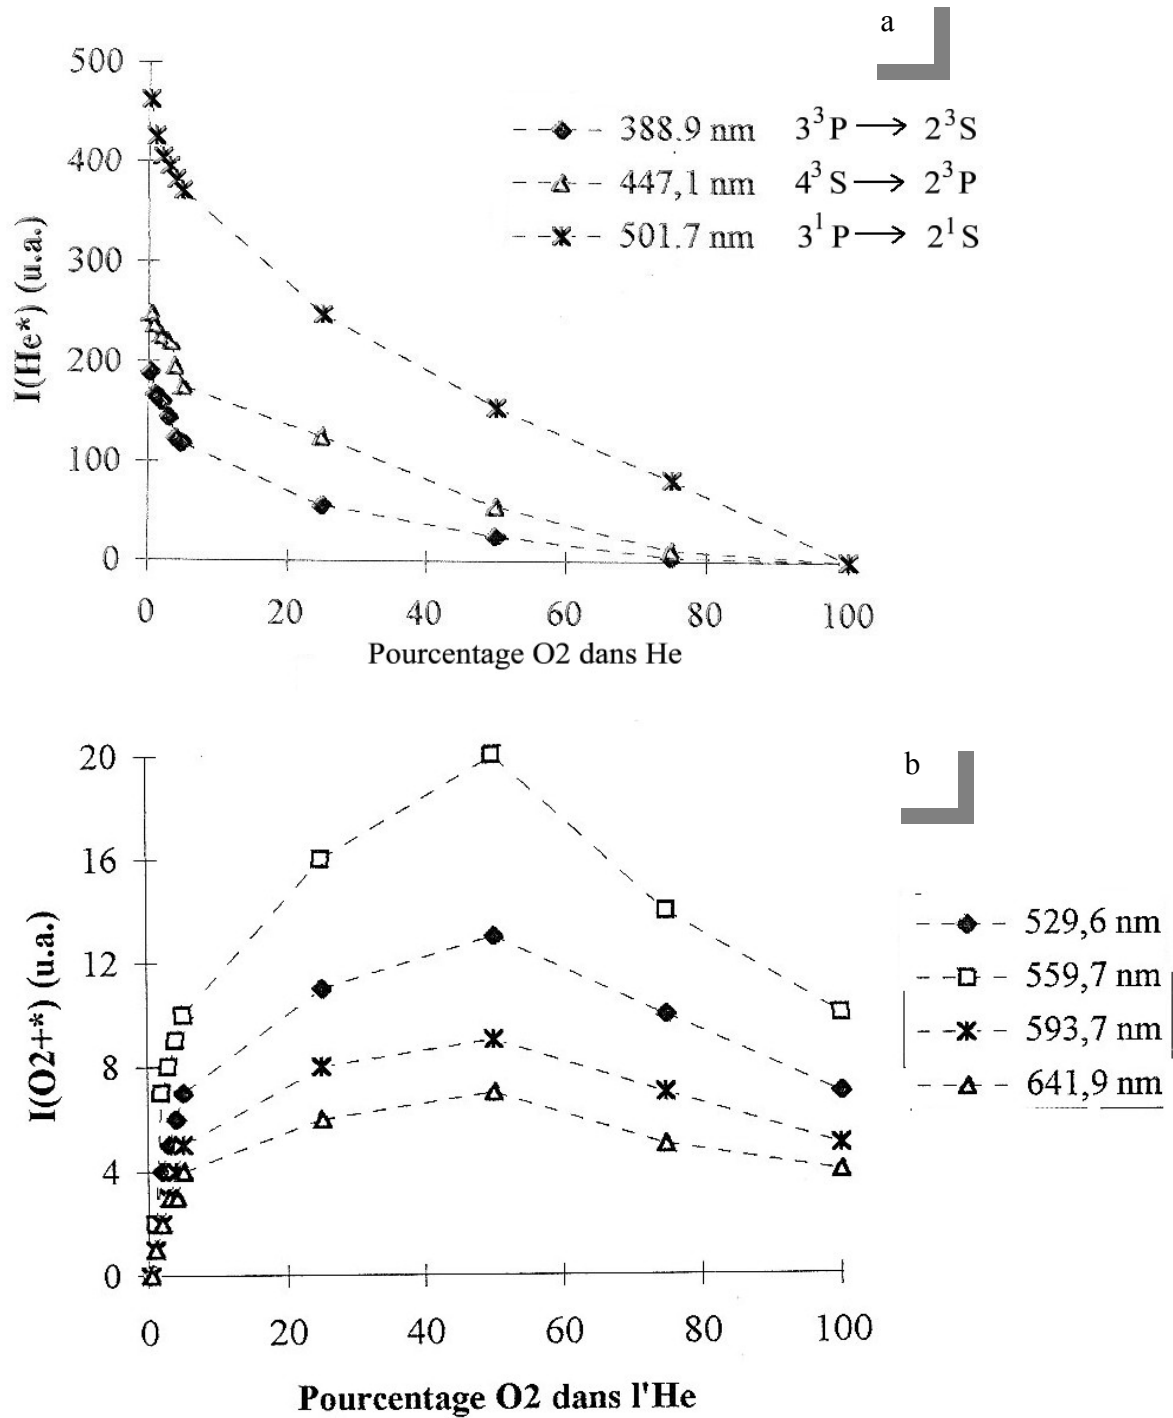 a
500
400
300
200
100
0
I(He*) (u.a.)
388.9 nm 3³P → 2³S
447,1 nm 4³S → 2³P
501.7 nm 3¹P → 2¹S
0 20 40 60 80 100
Pourcentage O2 dans He
b
20
16
12
8
4
0
I(O2+*) (u.a.)
529,6 nm
559,7 nm
593,7 nm
641,9 nm
0 20 40 60 80 100
Pourcentage O2 dans l'He